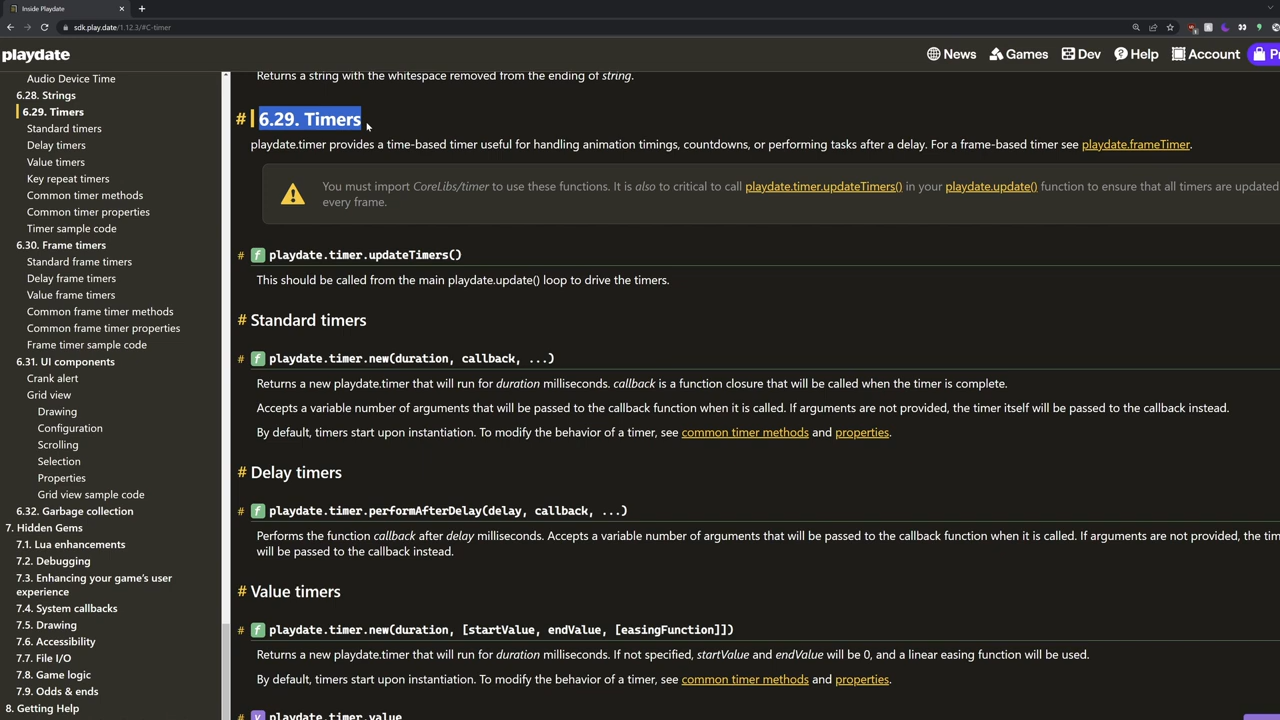 Inside Playdate
sdk.play.date/1.12.3/#C-timer
playdate
News
Games
Dev
Help
Account
Audio Device Time
6.28. Strings
6.29. Timers
Standard timers
Delay timers
Value timers
Key repeat timers
Common timer methods
Common timer properties
Timer sample code
6.30. Frame timers
Standard frame timers
Delay frame timers
Value frame timers
Common frame timer methods
Common frame timer properties
Frame timer sample code
6.31. UI components
Crank alert
Grid view
Drawing
Configuration
Scrolling
Selection
Properties
Grid view sample code
6.32. Garbage collection
7. Hidden Gems
7.1. Lua enhancements
7.2. Debugging
7.3. Enhancing your game's user
experience
7.4. System callbacks
7.5. Drawing
7.6. Accessibility
7.7. File I/O
7.8. Game logic
7.9. Odds & ends
8. Getting Help
Returns a string with the whitespace removed from the ending of string.
# 6.29. Timers
playdate.timer provides a time-based timer useful for handling animation timings, countdowns, or performing tasks after a delay. For a frame-based timer see playdate.frameTimer.
You must import CoreLibs/timer to use these functions. It is also to critical to call playdate.timer.updateTimers() in your playdate.update() function to ensure that all timers are updated
every frame.
# f playdate.timer.updateTimers()
This should be called from the main playdate.update() loop to drive the timers.
# Standard timers
# f playdate.timer.new(duration, callback, ...)
Returns a new playdate.timer that will run for duration milliseconds. callback is a function closure that will be called when the timer is complete.
Accepts a variable number of arguments that will be passed to the callback function when it is called. If arguments are not provided, the timer itself will be passed to the callback instead.
By default, timers start upon instantiation. To modify the behavior of a timer, see common timer methods and properties.
# Delay timers
# f playdate.timer.performAfterDelay(delay, callback, ...)
Performs the function callback after delay milliseconds. Accepts a variable number of arguments that will be passed to the callback function when it is called. If arguments are not provided, the
will be passed to the callback instead.
# Value timers
# f playdate.timer.new(duration, [startValue, endValue, [easingFunction]])
Returns a new playdate.timer that will run for duration milliseconds. If not specified, startValue and endValue will be 0, and a linear easing function will be used.
By default, timers start upon instantiation. To modify the behavior of a timer, see common timer methods and properties.
# v playdate.timer.value